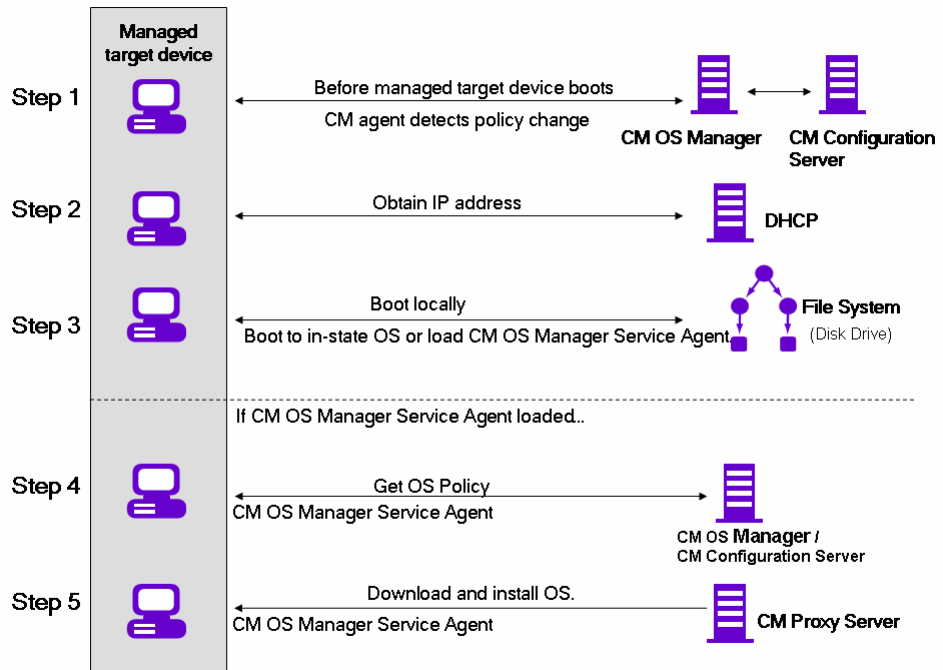 Managed
target device
Step 1
Before managed target device boots
CM agent detects policy change
CM OS Manager
CM Configuration
Server
Step 2
Obtain IP address
DHCP
Step 3
Boot locally
Boot to in-state OS or load CM OS Manager Service Agent.
File System
(Disk Drive)
If CM OS Manager Service Agent loaded...
Step 4
Get OS Policy
CM OS Manager Service Agent
CM OS Manager /
CM Configuration Server
Step 5
Download and install OS.
CM OS Manager Service Agent
CM Proxy Server